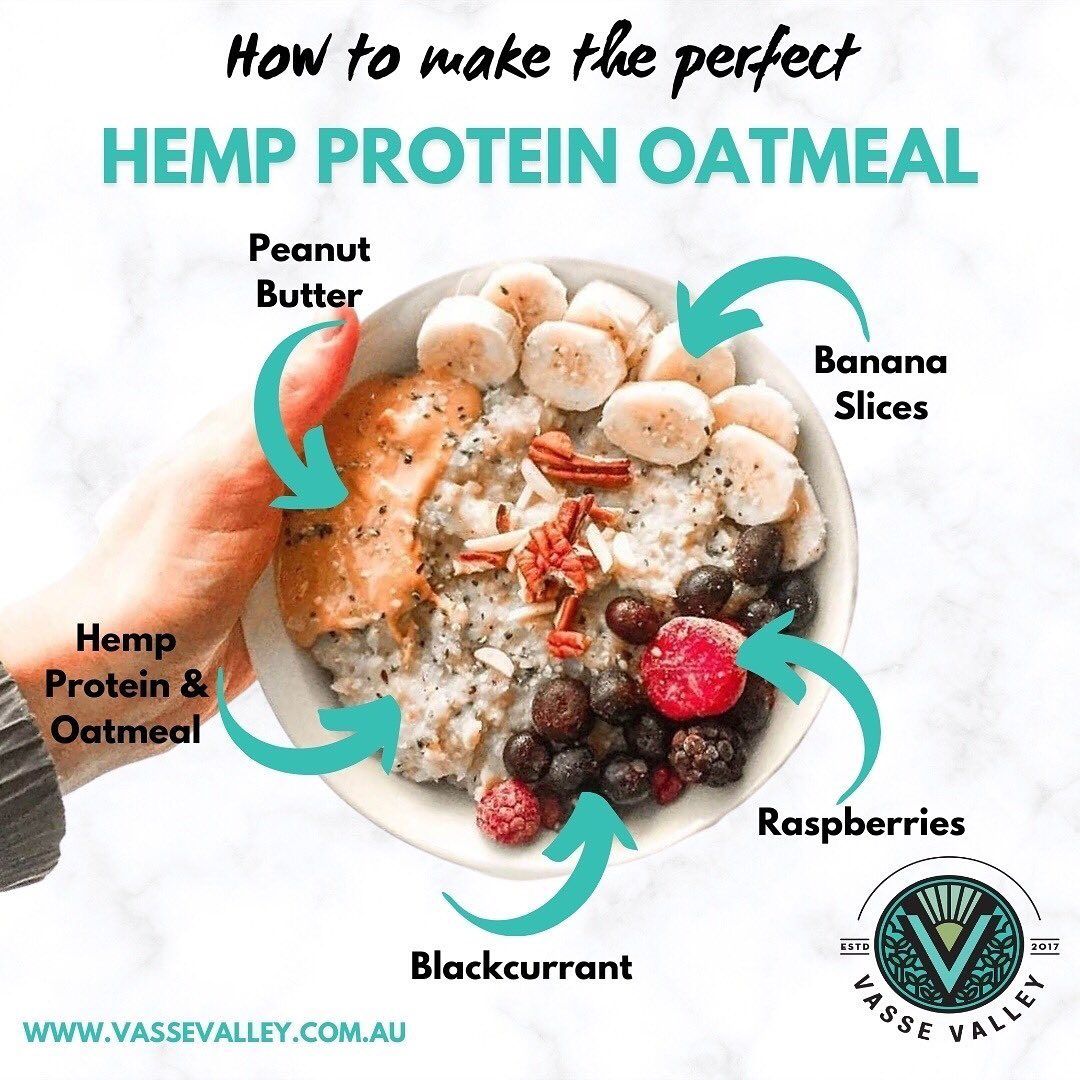 How to make the perfect
HEMP PROTEIN OATMEAL
Peanut
Butter
Banana
Slices
Hemp
Protein &
Oatmeal
Raspberries
Blackcurrant
ESTD
2017
VASSE VALLEY
WWW.VASSEVALLEY.COM.AU